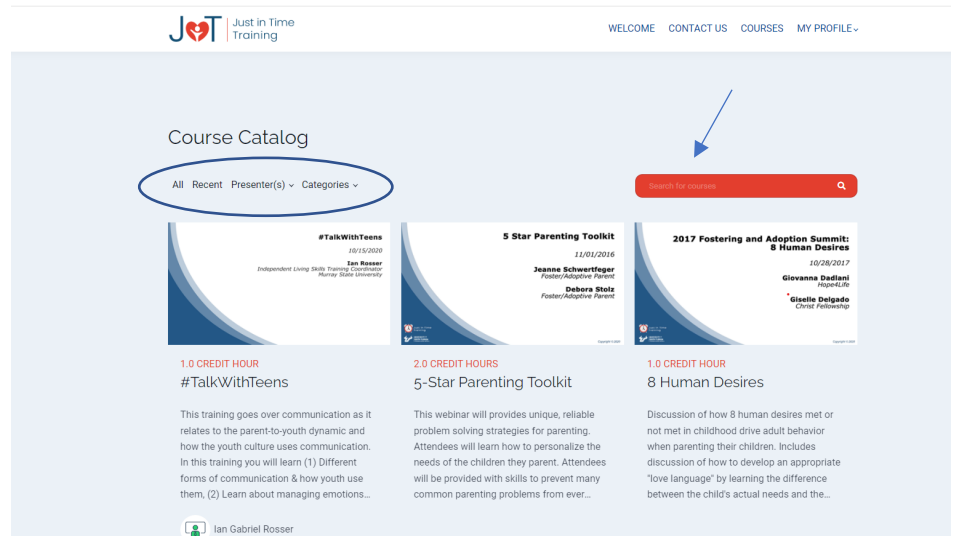 JiT Just in Time
Training
WELCOME CONTACT US COURSES MY PROFILE
Course Catalog
All Recent Presenter(s) Categories
Search for courses
#TalkWithTeens
10/15/2020
Ian Rosser
Independent Living Skills Training Coordinator
Murray State University
5 Star Parenting Toolkit
11/01/2016
Jeanne Schwertfeger
Foster/Adoptive Parent
Debora Stolz
Foster/Adoptive Parent
2017 Fostering and Adoption Summit:
8 Human Desires
10/28/2017
Giovanna Dadlani
Hope4Life
Giselle Delgado
Christ Fellowship
1.0 CREDIT HOUR
#TalkWithTeens
This training goes over communication as it
relates to the parent-to-youth dynamic and
how the youth culture uses communication.
In this training you will learn (1) Different
forms of communication & how youth use
them, (2) Learn about managing emotions...
Ian Gabriel Rosser
2.0 CREDIT HOURS
5-Star Parenting Toolkit
This webinar will provides unique, reliable
problem solving strategies for parenting.
Attendees will learn how to personalize the
needs of the children they parent. Attendees
will be provided with skills to prevent many
common parenting problems from ever...
1.0 CREDIT HOUR
8 Human Desires
Discussion of how 8 human desires met or
not met in childhood drive adult behavior
when parenting their children. Includes
discussion of how to develop an appropriate
"love language" by learning the difference
between the child's actual needs and the...